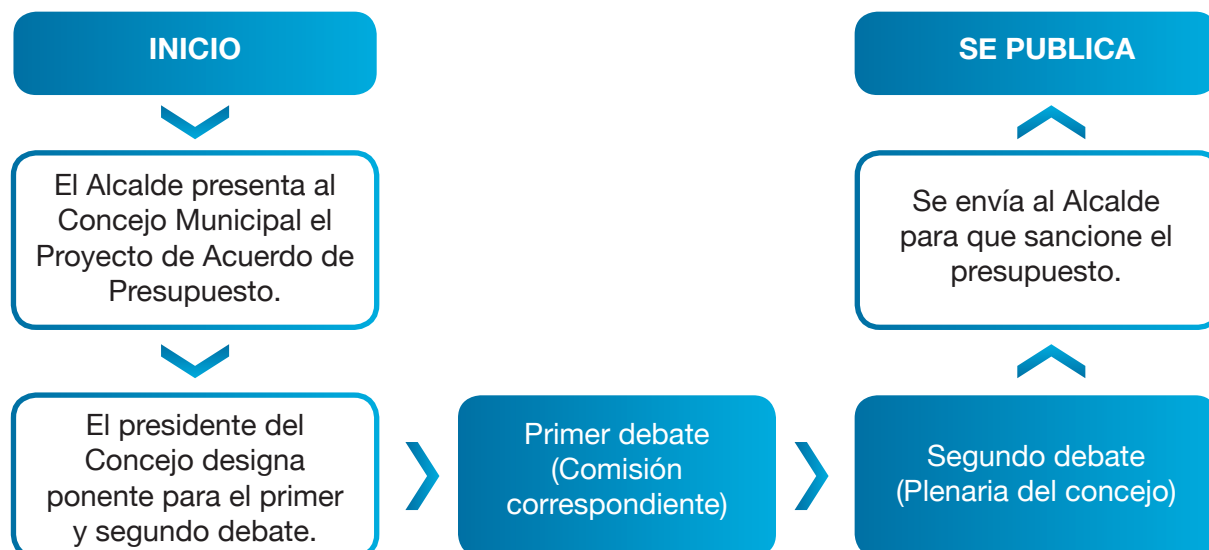 INICIO
El Alcalde presenta al
Concejo Municipal el
Proyecto de Acuerdo de
Presupuesto.
El presidente del
Concejo designa
ponente para el primer
y segundo debate.
Primer debate
(Comisión
correspondiente)
Segundo debate
(Plenaria del concejo)
Se envía al Alcalde
para que sancione el
presupuesto.
SE PUBLICA